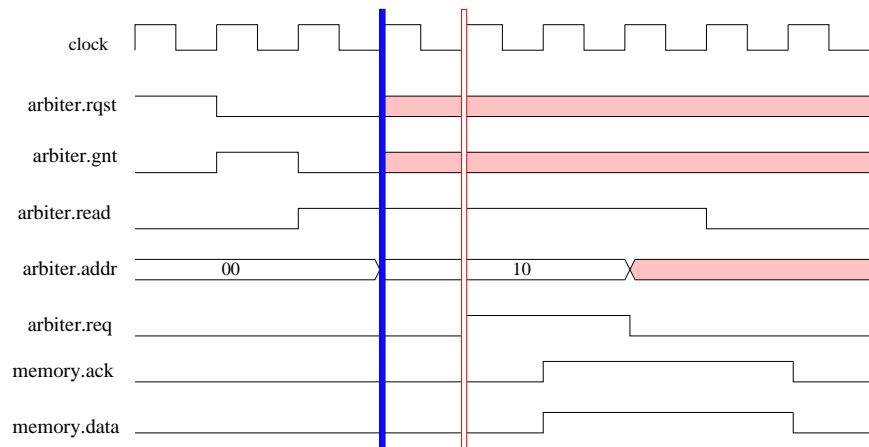 clock
arbiter.rqst
arbiter.gnt
arbiter.read
arbiter.addr 00 10
arbiter.req
memory.ack
memory.data